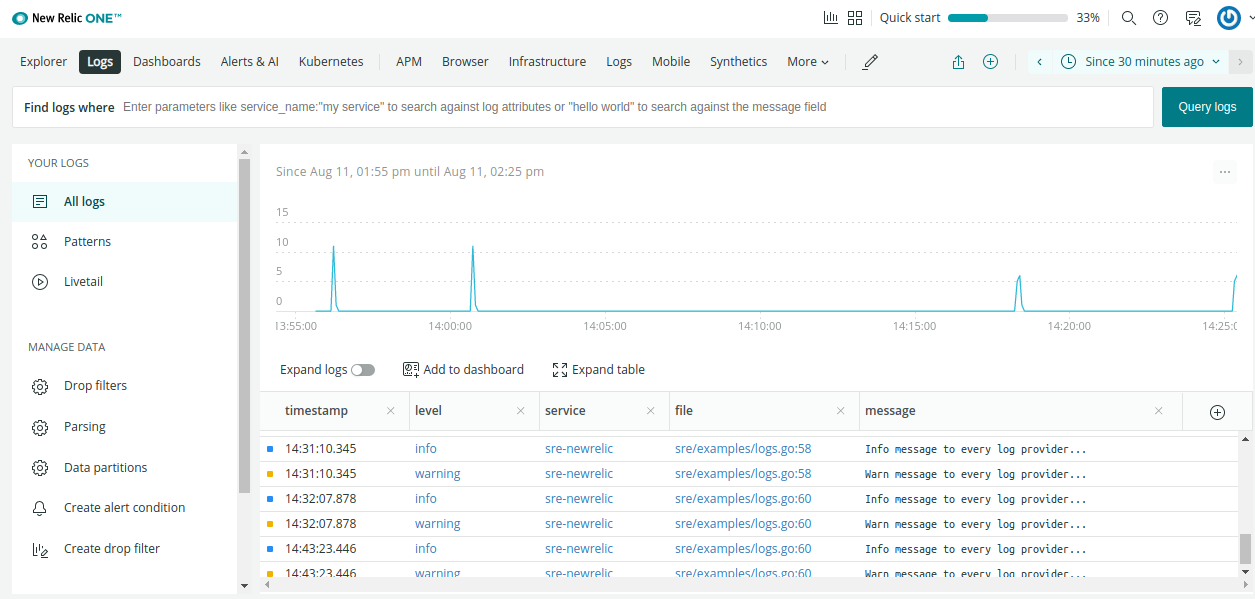 New Relic ONE™
Quick start
33%
Explorer
Logs
Dashboards
Alerts & AI
Kubernetes
APM
Browser
Infrastructure
Logs
Mobile
Synthetics
More
Since 30 minutes ago
Find logs where
Enter parameters like service_name:"my service" to search against log attributes or "hello world" to search against the message field
Query logs
YOUR LOGS
All logs
Patterns
Livetail
MANAGE DATA
Drop filters
Parsing
Data partitions
Create alert condition
Create drop filter
Since Aug 11, 01:55 pm until Aug 11, 02:25 pm
...
15
10
5
0
13:55:00 14:00:00 14:05:00 14:10:00 14:15:00 14:20:00 14:25:0
Expand logs
Add to dashboard
Expand table
timestamp level service file message
14:31:10.345 info sre-newrelic sre/examples/logs.go:58 Info message to every log provider...
14:31:10.345 warning sre-newrelic sre/examples/logs.go:58 Warn message to every log provider...
14:32:07.878 info sre-newrelic sre/examples/logs.go:60 Info message to every log provider...
14:32:07.878 warning sre-newrelic sre/examples/logs.go:60 Warn message to every log provider...
14:43:23.446 info sre-newrelic sre/examples/logs.go:60 Info message to every log provider...
14:43:23.446 warning sre-newrelic sre/examples/logs.go:60 Warn message to every log provider...